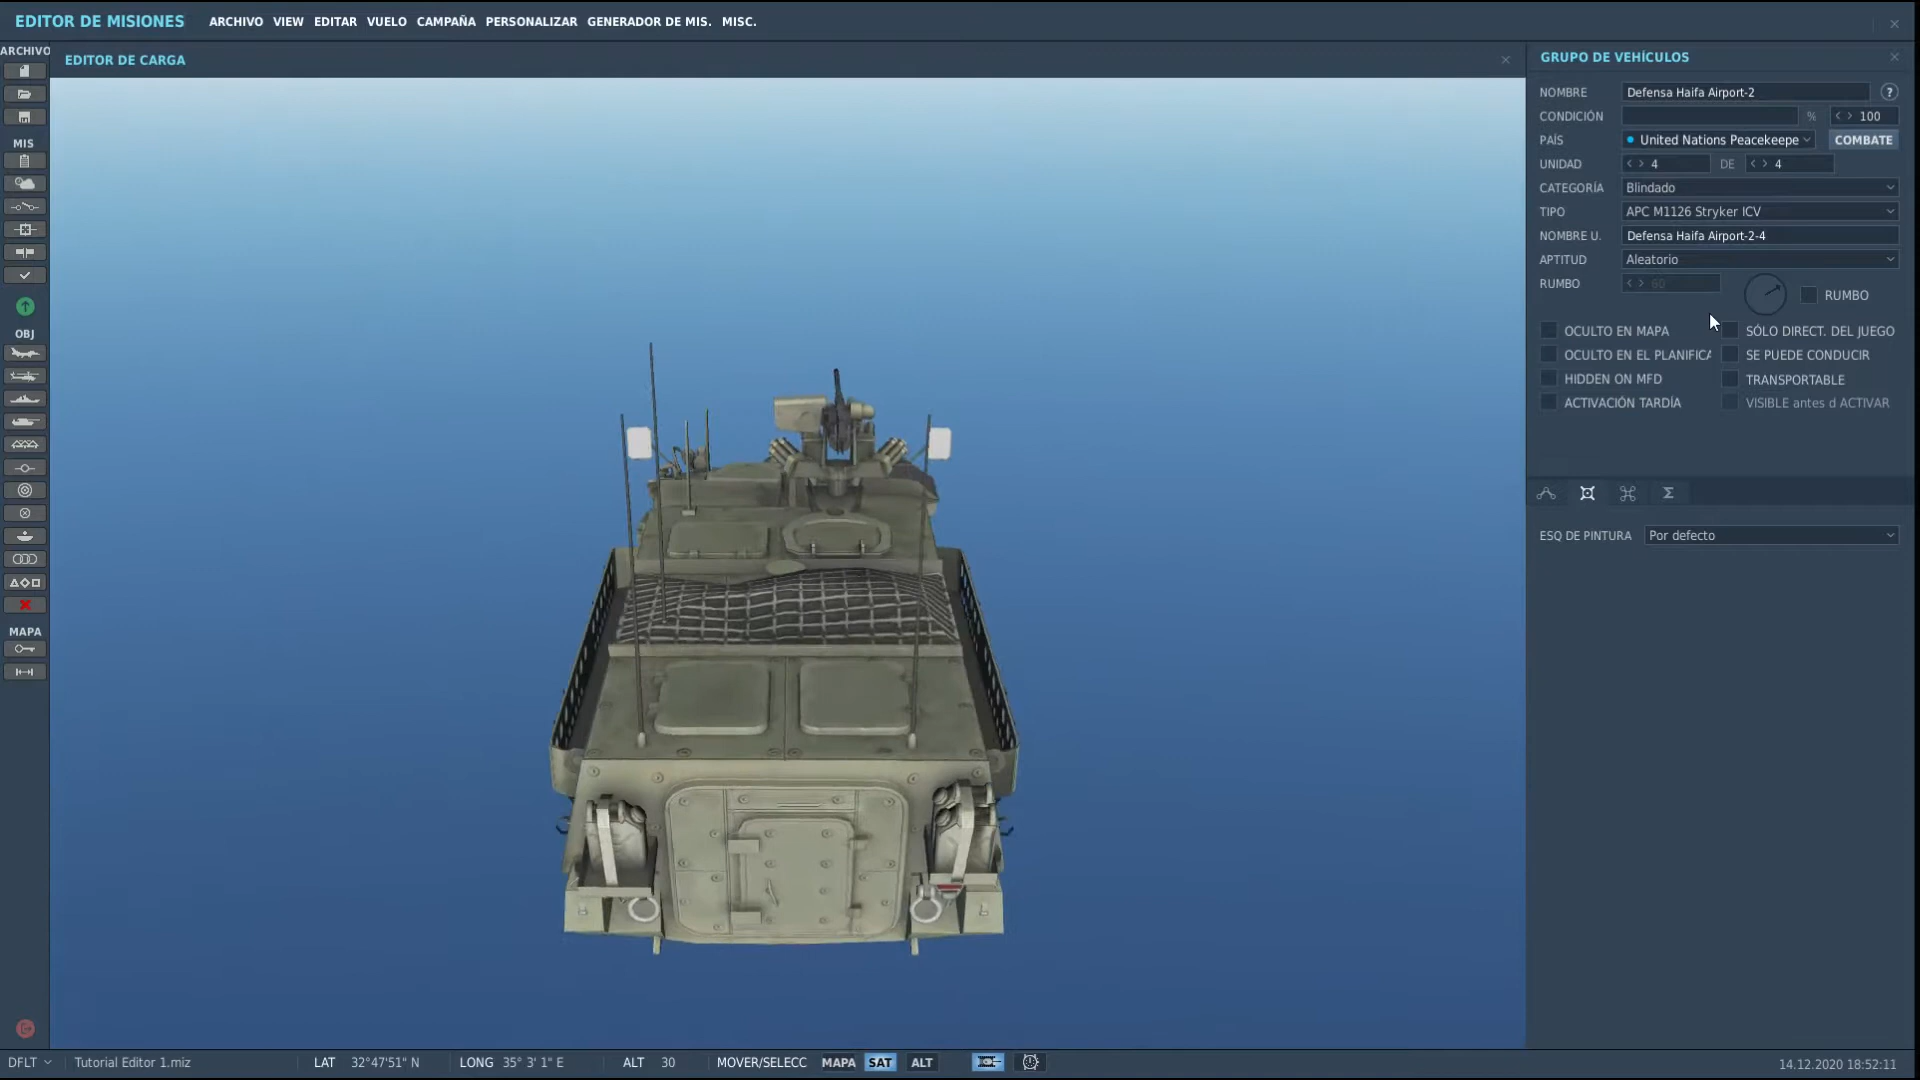 EDITOR DE MISIONES ARCHIVO VIEW EDITAR VUELO CAMPAÑA PERSONALIZAR GENERADOR DE MIS. MISC.
ARCHIVO
MIS
OBJ
MAPA
EDITOR DE CARGA
GRUPO DE VEHÍCULOS
NOMBRE Defensa Haifa Airport-2 ?
CONDICIÓN % < > 100
PAÍS United Nations Peacekeepe COMBATE
UNIDAD < > 4 DE < > 4
CATEGORÍA Blindado
TIPO APC M1126 Stryker ICV
NOMBRE U. Defensa Haifa Airport-2-4
APTITUD Aleatorio
RUMBO < > 60 RUMBO
OCULTO EN MAPA SÓLO DIRECT. DEL JUEGO
OCULTO EN EL PLANIFICA SE PUEDE CONDUCIR
HIDDEN ON MFD TRANSPORTABLE
ACTIVACIÓN TARDÍA VISIBLE antes d ACTIVAR
Σ
ESQ DE PINTURA Por defecto
DFLT Tutorial Editor 1.miz LAT 32°47'51" N LONG 35° 3' 1" E ALT 30 MOVER/SELECC MAPA SAT ALT 14.12.2020 18:52:11